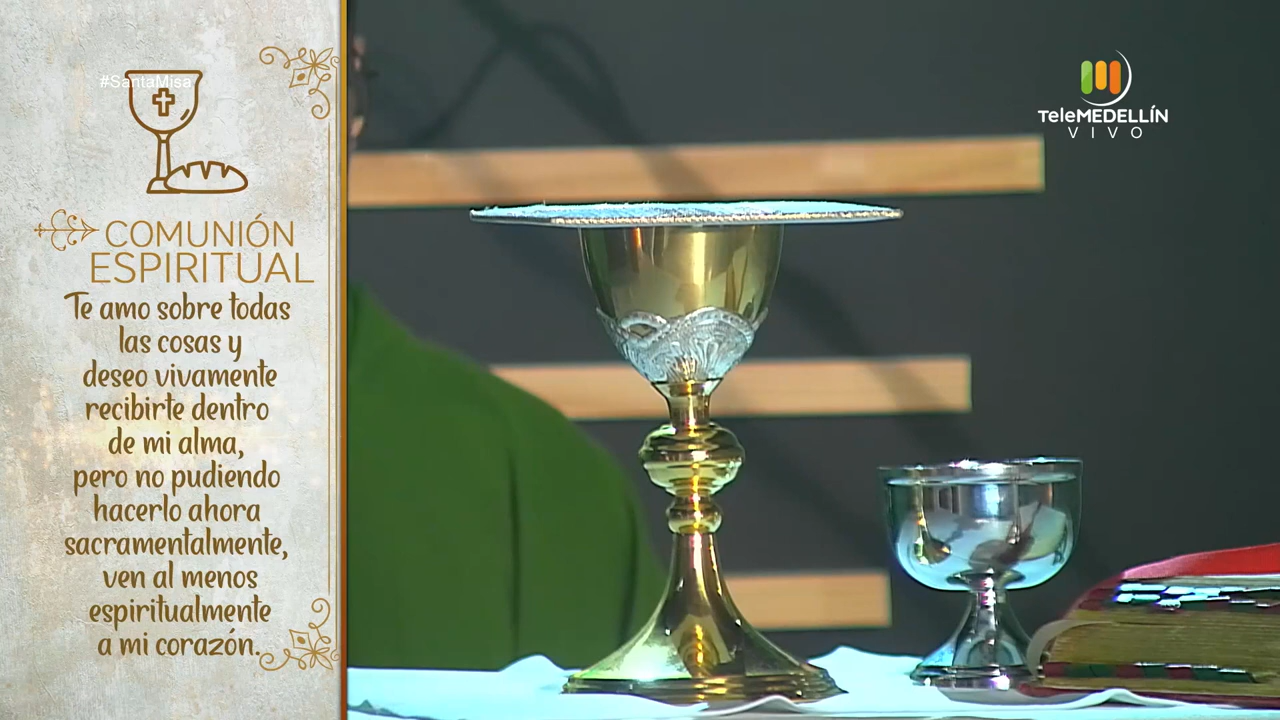 #SantaMisa
COMUNIÓN
ESPIRITUAL
Te amo sobre todas
las cosas y
deseo vivamente
recibirte dentro
de mi alma,
pero no pudiendo
hacerlo ahora
sacramentalmente,
ven al menos
espiritualmente
a mi corazón.
TeleMEDELLÍN
VIVO